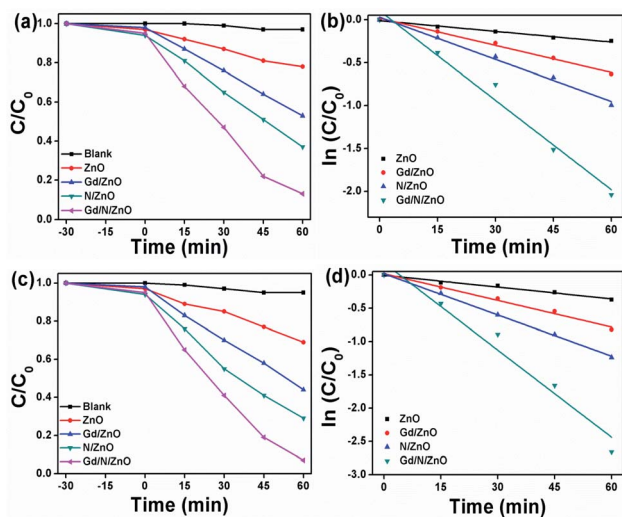 (a)
C/C0
1.0
0.8
0.6
0.4
0.2
0.0
Blank
ZnO
Gd/ZnO
N/ZnO
Gd/N/ZnO
-30 -15 0 15 30 45 60
Time (min)
(b)
ln (C/C0)
0.0
-0.5
-1.0
-1.5
-2.0
ZnO
Gd/ZnO
N/ZnO
Gd/N/ZnO
0 15 30 45 60
Time (min)
(c)
C/C0
1.0
0.8
0.6
0.4
0.2
0.0
Blank
ZnO
Gd/ZnO
N/ZnO
Gd/N/ZnO
-30 -15 0 15 30 45 60
Time (min)
(d)
ln (C/C0)
0.0
-0.5
-1.0
-1.5
-2.0
-2.5
-3.0
ZnO
Gd/ZnO
N/ZnO
Gd/N/ZnO
0 15 30 45 60
Time (min)